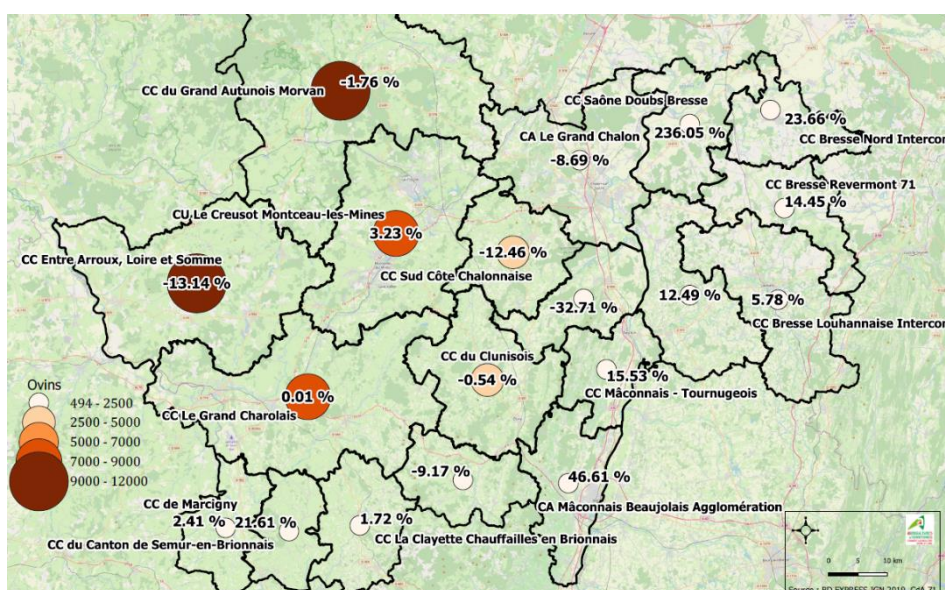 -1.76 %
CC du Grand Autunois Morvan
CC Saône Doubs Bresse
23.66 %
236.05 %
CA Le Grand Chalon
CC Bresse Nord Intercom
-8.69 %
CC Bresse Revermont 71
14.45 %
CU Le Creusot Montceau-les-Mines
3.23 %
-12.46 %
CC Entre Arroux, Loire et Somme
CC Sud Côte Chalonnaise
-13.14 %
-32.71 %
12.49 %
5.78 %
CC Bresse Louhannaise Intercom
CC du Clunisois
-0.54 %
15.53 %
CC Mâconnais - Tournugeois
0.01 %
CC Le Grand Charolais
Ovins
494 - 2500
2500 - 5000
5000 - 7000
7000 - 9000
9000 - 12000
-9.17 %
46.61 %
CC de Marcigny
CA Mâconnais Beaujolais Agglomération
2.41 %
21.61 %
1.72 %
CC La Clayette Chauffailles en Brionnais
CC du Canton de Semur-en-Brionnais
0 5 10 km